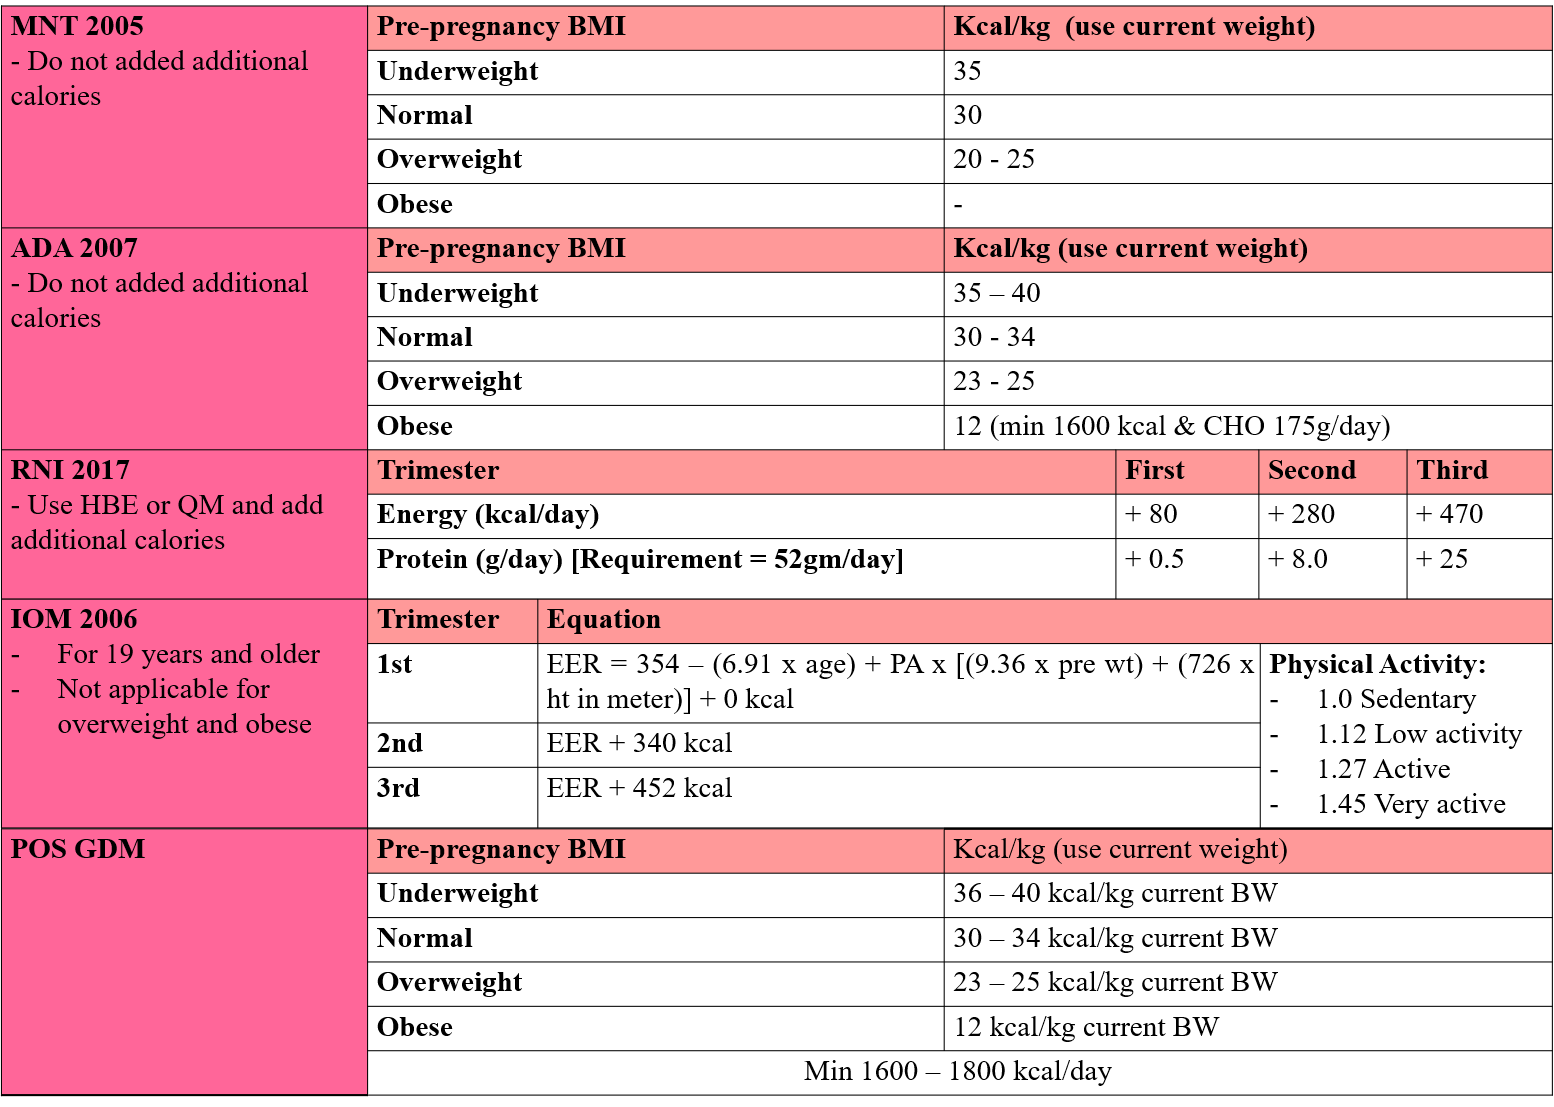 MNT 2005
- Do not added additional
calories
Pre-pregnancy BMI
Kcal/kg  (use current weight)
Underweight
35
Normal
30
Overweight
20 - 25
Obese
-
ADA 2007
- Do not added additional
calories
Pre-pregnancy BMI
Kcal/kg (use current weight)
Underweight
35 – 40
Normal
30 - 34
Overweight
23 - 25
Obese
12 (min 1600 kcal & CHO 175g/day)
RNI 2017
- Use HBE or QM and add
additional calories
Trimester
First
Second
Third
Energy (kcal/day)
+ 80
+ 280
+ 470
Protein (g/day) [Requirement = 52gm/day]
+ 0.5
+ 8.0
+ 25
IOM 2006
- For 19 years and older
- Not applicable for
overweight and obese
Trimester
Equation
1st
EER = 354 – (6.91 x age) + PA x [(9.36 x pre wt) + (726 x
ht in meter)] + 0 kcal
2nd
EER + 340 kcal
3rd
EER + 452 kcal
Physical Activity:
- 1.0 Sedentary
- 1.12 Low activity
- 1.27 Active
- 1.45 Very active
POS GDM
Pre-pregnancy BMI
Kcal/kg (use current weight)
Underweight
36 – 40 kcal/kg current BW
Normal
30 – 34 kcal/kg current BW
Overweight
23 – 25 kcal/kg current BW
Obese
12 kcal/kg current BW
Min 1600 – 1800 kcal/day